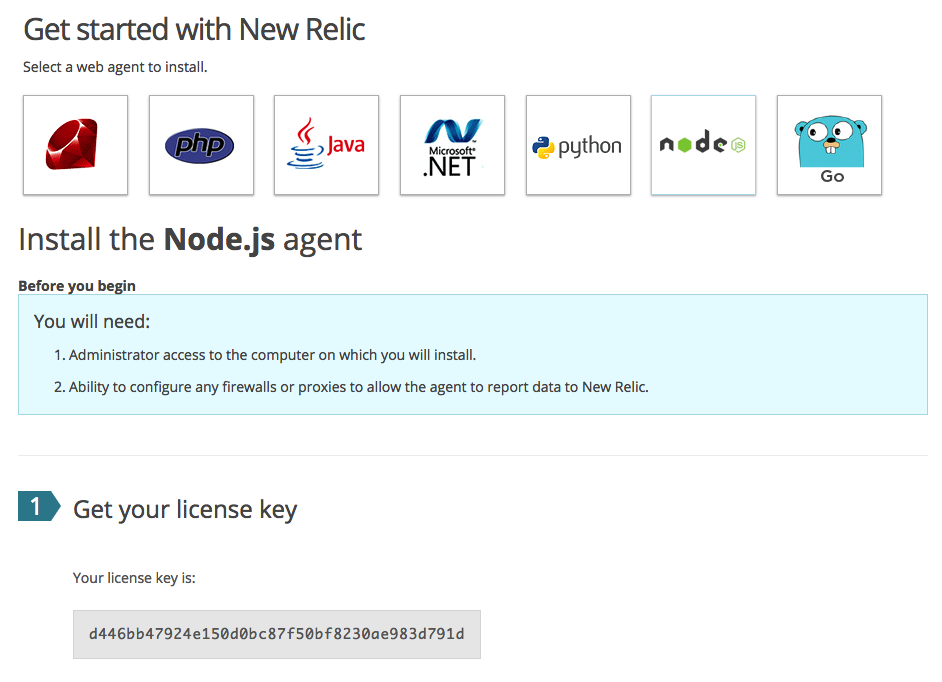 Get started with New Relic
Select a web agent to install.
php
Java
Microsoft®
.NET
python
node
JS
Go
Install the Node.js agent
Before you begin
You will need:
1. Administrator access to the computer on which you will install.
2. Ability to configure any firewalls or proxies to allow the agent to report data to New Relic.
1 Get your license key
Your license key is:
d446bb47924e150d0bc87f50bf8230ae983d791d